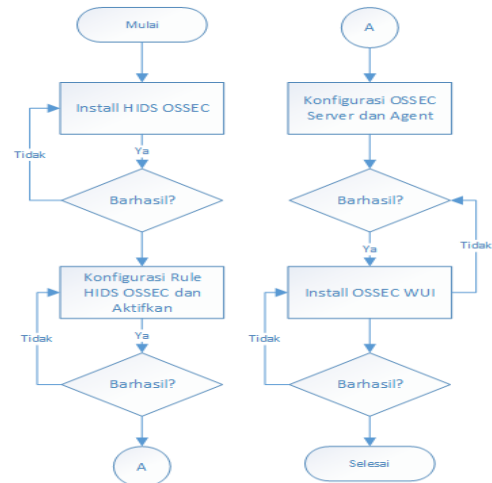 Mulai
Install HIDS OSSEC
Ya
Tidak
Barhasil?
Konfigurasi Rule
HIDS OSSEC dan
Aktifkan
Ya
Tidak
Barhasil?
A
A
Konfigurasi OSSEC
Server dan Agent
Barhasil?
Ya
Tidak
Install OSSEC WUI
Tidak
Barhasil?
Selesai